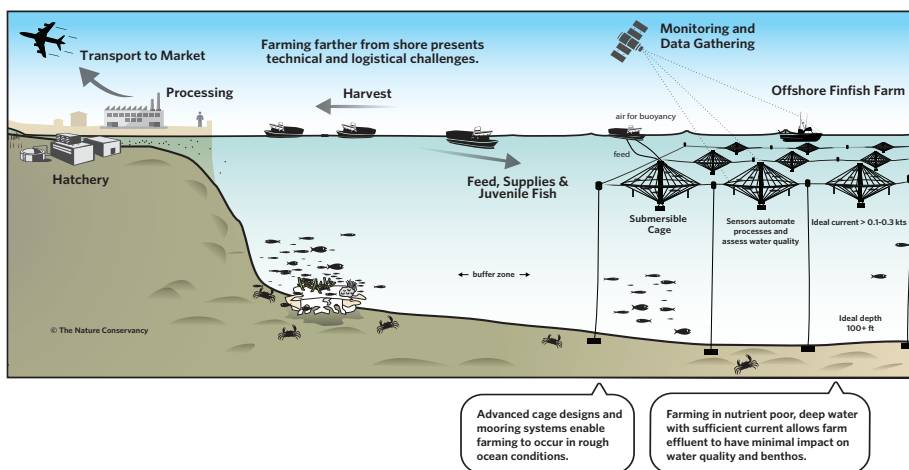 Transport to Market
Processing
Hatchery
Farming farther from shore presents
technical and logistical challenges.
Harvest
Feed, Supplies &
Juvenile Fish
Monitoring and
Data Gathering
Offshore Finfish Farm
air for buoyancy
feed
Submersible
Cage
Sensors automate
processes and
assess water quality
Ideal current > 0.1-0.3 kts
buffer zone
Ideal depth
100+ ft
© The Nature Conservancy
Advanced cage designs and
mooring systems enable
farming to occur in rough
ocean conditions.
Farming in nutrient poor, deep water
with sufficient current allows farm
effluent to have minimal impact on
water quality and benthos.